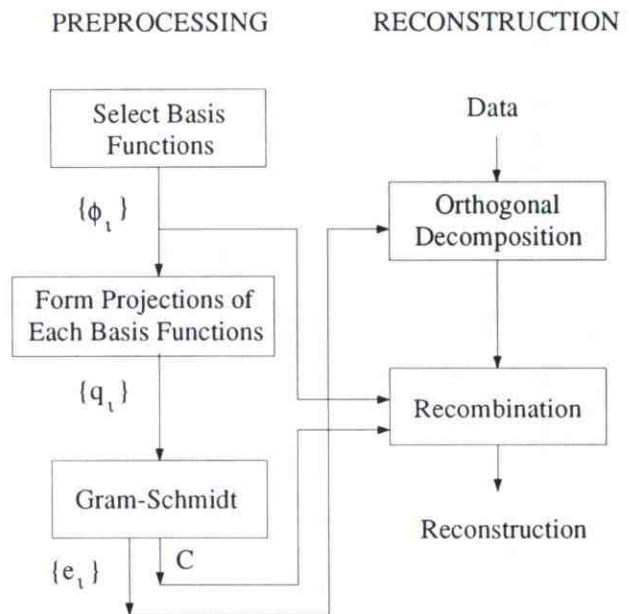 PREPROCESSING
RECONSTRUCTION
Select Basis
Functions
Data
{ϕ_ι}
Orthogonal
Decomposition
Form Projections of
Each Basis Functions
{q_ι}
Recombination
Gram-Schmidt
Reconstruction
{e_ι}
C